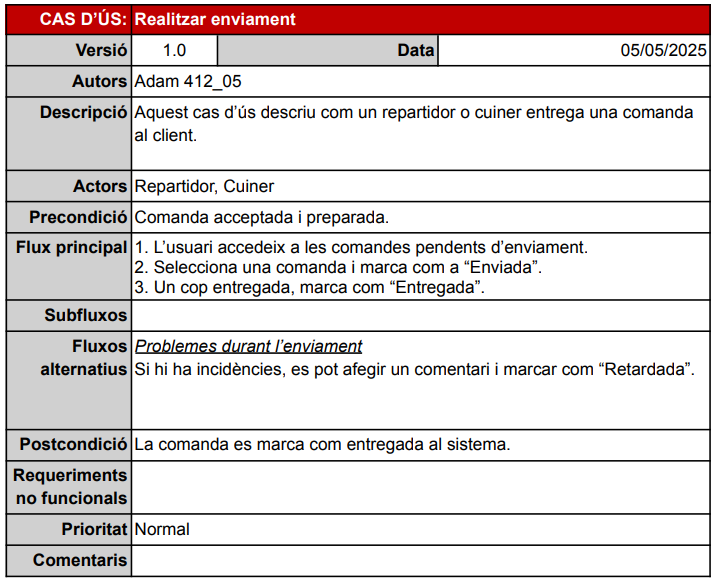 CAS D’ÚS: Realitzar enviament
Versió 1.0 Data 05/05/2025
Autors Adam 412_05
Descripció Aquest cas d’ús descriu com un repartidor o cuiner entrega una comanda
al client.
Actors Repartidor, Cuiner
Precondició Comanda acceptada i preparada.
Flux principal 1. L’usuari accedeix a les comandes pendents d’enviament.
2. Selecciona una comanda i marca com a “Enviada”.
3. Un cop entregada, marca com “Entregada”.
Subfluxos
Fluxos Problemes durant l’enviament
alternatius Si hi ha incidències, es pot afegir un comentari i marcar com “Retardada”.
Postcondició La comanda es marca com entregada al sistema.
Requeriments
no funcionals
Prioritat Normal
Comentaris